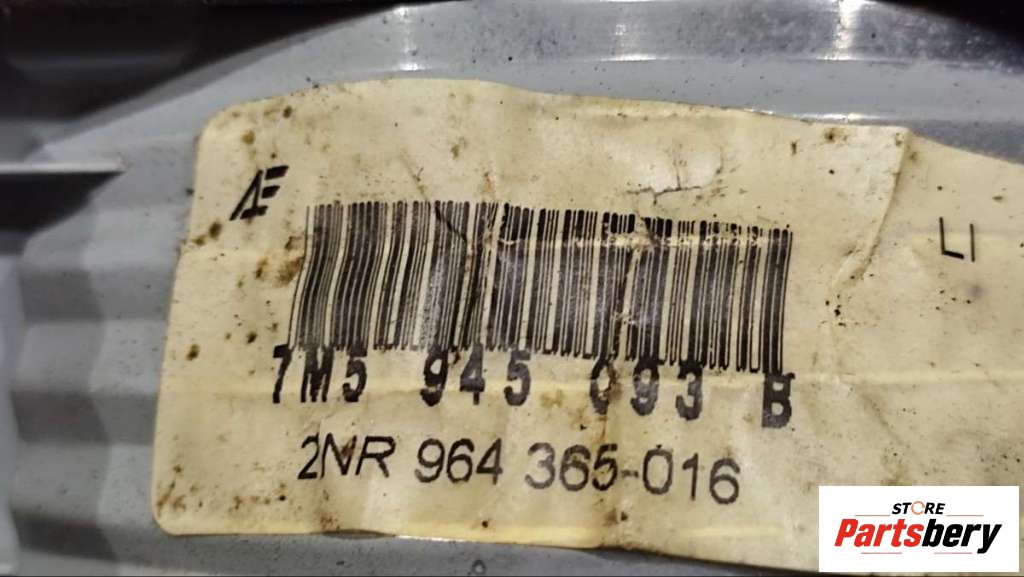 AE
LI
7M5 945 093 B
2NR 964 365-016
STORE
Partsbery